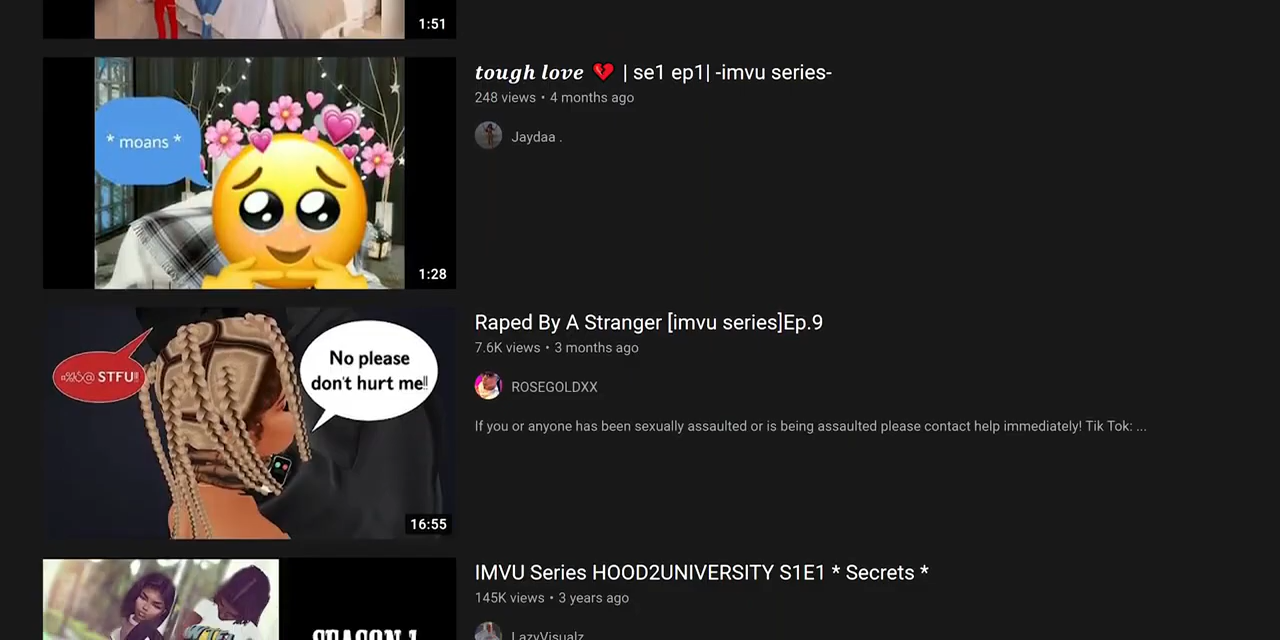 1:51
tough love 💔 | se1 ep1| -imvu series-
248 views • 4 months ago
* moans *
Jaydaa .
1:28
Raped By A Stranger [imvu series]Ep.9
7.6K views • 3 months ago
STFU!!
No please
don't hurt me!!
ROSEGOLDXX
If you or anyone has been sexually assaulted or is being assaulted please contact help immediately! Tik Tok: ...
16:55
IMVU Series HOOD2UNIVERSITY S1E1 * Secrets *
145K views • 3 years ago
LazyVisualz
SEASON 1